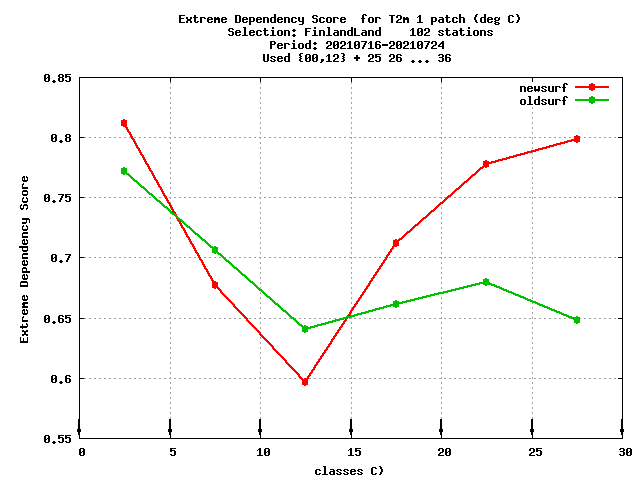 Extreme Dependency Score  for T2m 1 patch (deg C)
Selection: FinlandLand    102 stations
Period: 20210716-20210724
Used {00,12} + 25 26 ... 36
newsurf
oldsurf
Extreme Dependency Score
0.85
0.8
0.75
0.7
0.65
0.6
0.55
0 5 10 15 20 25 30
classes C)